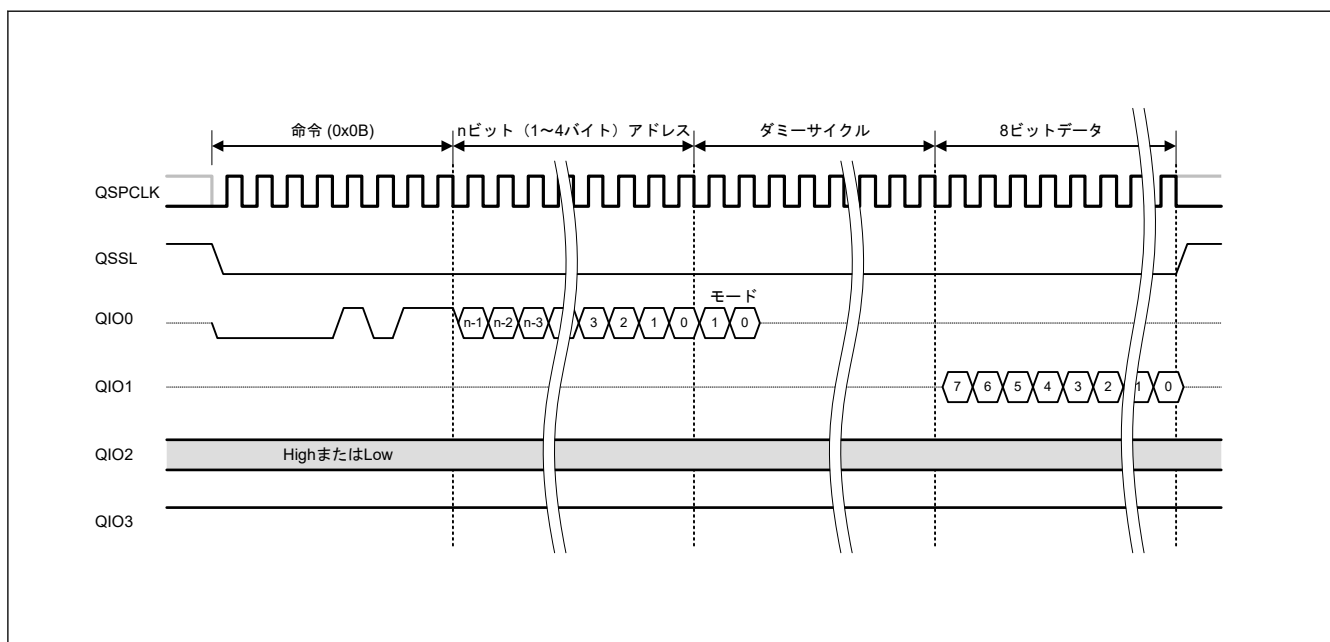 命令 (0x0B) nビット（1～4バイト）アドレス ダミーサイクル 8ビットデータ
QSPCLK
QSSL
モード
QIO0 n-1 n-2 n-3 3 2 1 0 1 0
QIO1 7 6 5 4 3 2 1 0
QIO2 HighまたはLow
QIO3